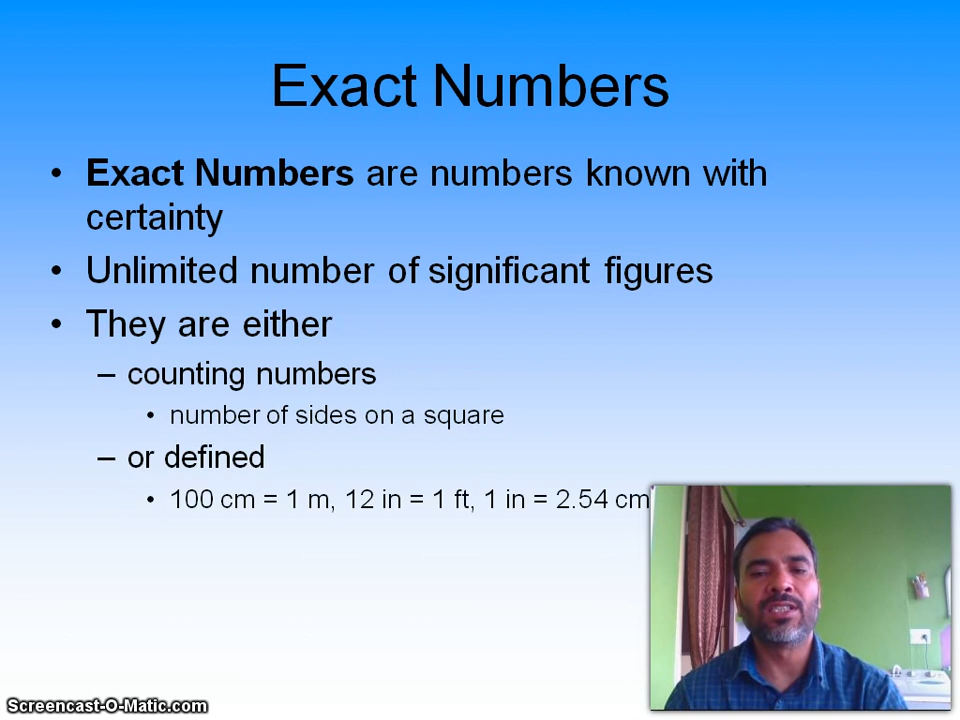 Exact Numbers
• Exact Numbers are numbers known with
certainty
• Unlimited number of significant figures
• They are either
– counting numbers
• number of sides on a square
– or defined
• 100 cm = 1 m, 12 in = 1 ft, 1 in = 2.54 cm
Screencast-O-Matic.com